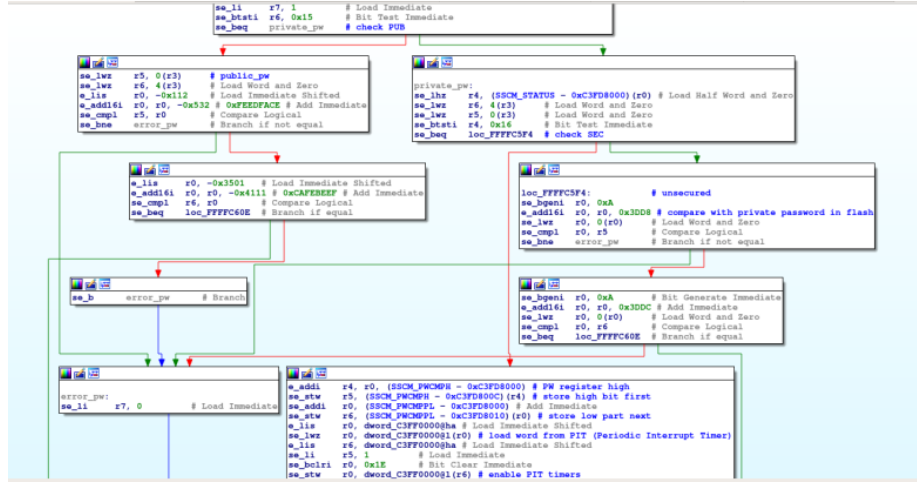 se_li r7, 1 # Load Immediate
se_btsti r6, 0x15 # Bit Test Immediate
se_beq private_pw # check PUB
se_lwz r5, 0(r3) # public_pw
se_lwz r6, 4(r3) # Load Word and Zero
e_lis r0, -0x112 # Load Immediate Shifted
e_add16i r0, r0, -0x532 # 0xFEEDFACE # Add Immediate
se_cmpl r5, r0 # Compare Logical
se_bne error_pw # Branch if not equal
private_pw:
se_lhz r4, (SSCM_STATUS - 0xC3FD8000)(r0) # Load Half Word and Zero
se_lwz r6, 4(r3) # Load Word and Zero
se_lwz r5, 0(r3) # Load Word and Zero
se_btsti r4, 0x16 # Bit Test Immediate
se_beq loc_FFFFC5F4 # check SEC
e_lis r0, -0x3501 # Load Immediate Shifted
e_add16i r0, r0, -0x4111 # 0xCAFEBEEF # Add Immediate
se_cmpl r6, r0 # Compare Logical
se_beq loc_FFFFC60E # Branch if equal
loc_FFFFC5F4: # unsecured
se_bgeni r0, 0xA
e_add16i r0, r0, 0x3DD8 # compare with private password in flash
se_lwz r0, 0(r0) # Load Word and Zero
se_cmpl r0, r5 # Compare Logical
se_bne error_pw # Branch if not equal
se_b error_pw # Branch
se_bgeni r0, 0xA # Bit Generate Immediate
e_add16i r0, r0, 0x3DDC # Add Immediate
se_lwz r0, 0(r0) # Load Word and Zero
se_cmpl r0, r6 # Compare Logical
se_beq loc_FFFFC60E # Branch if equal
error_pw:
se_li r7, 0 # Load Immediate
e_addi r4, r0, (SSCM_PWCMPH - 0xC3FD8000) # PW register high
se_stw r5, (SSCM_PWCMPH - 0xC3FD800C)(r4) # store high bit first
se_addi r0, (SSCM_PWCMPPL - 0xC3FD8000) # Add Immediate
se_stw r6, (SSCM_PWCMPPL - 0xC3FD8010)(r0) # store low part next
e_lis r0, dword_C3FF0000@ha # Load Immediate Shifted
se_lwz r0, dword_C3FF0000@l(r0) # load word from PIT (Periodic Interrupt Timer)
e_lis r6, dword_C3FF0000@ha # Load Immediate Shifted
se_li r5, 1 # Load Immediate
se_bclri r0, 0x1E # Bit Clear Immediate
se_stw r0, dword_C3FF0000@l(r6) # enable PIT timers